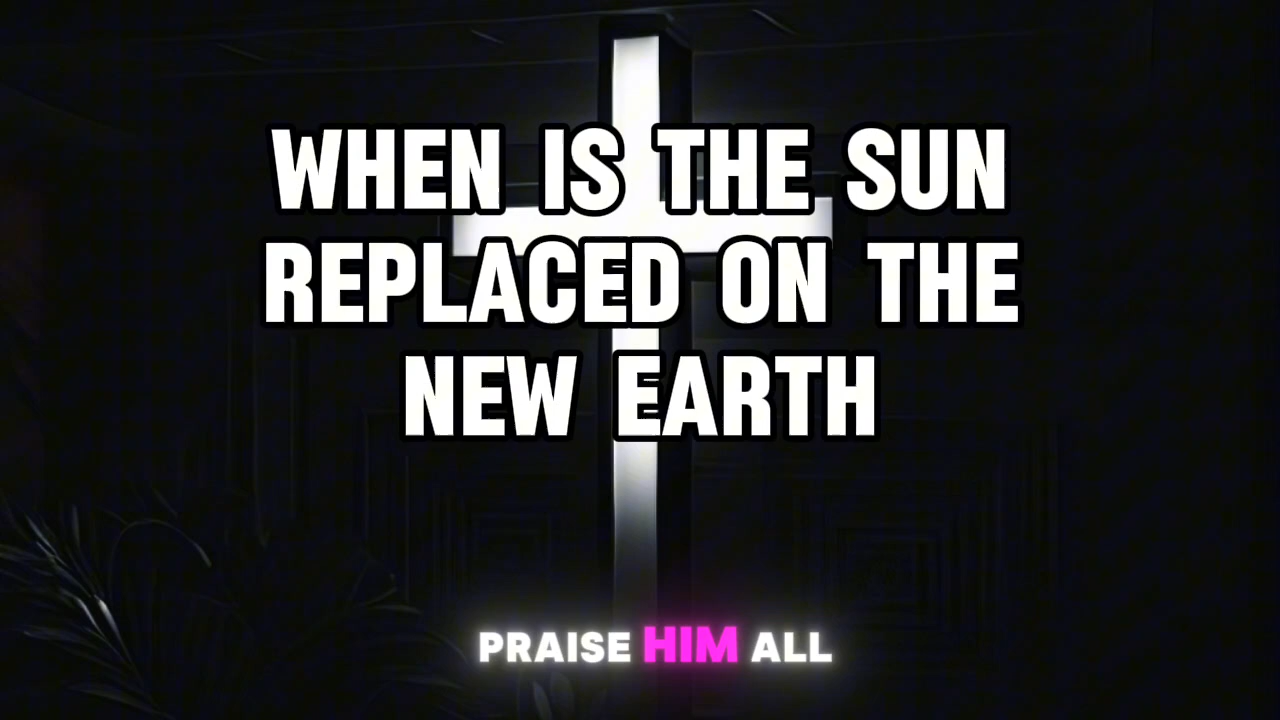 WHEN IS THE SUN
REPLACED ON THE
NEW EARTH
PRAISE HIM ALL